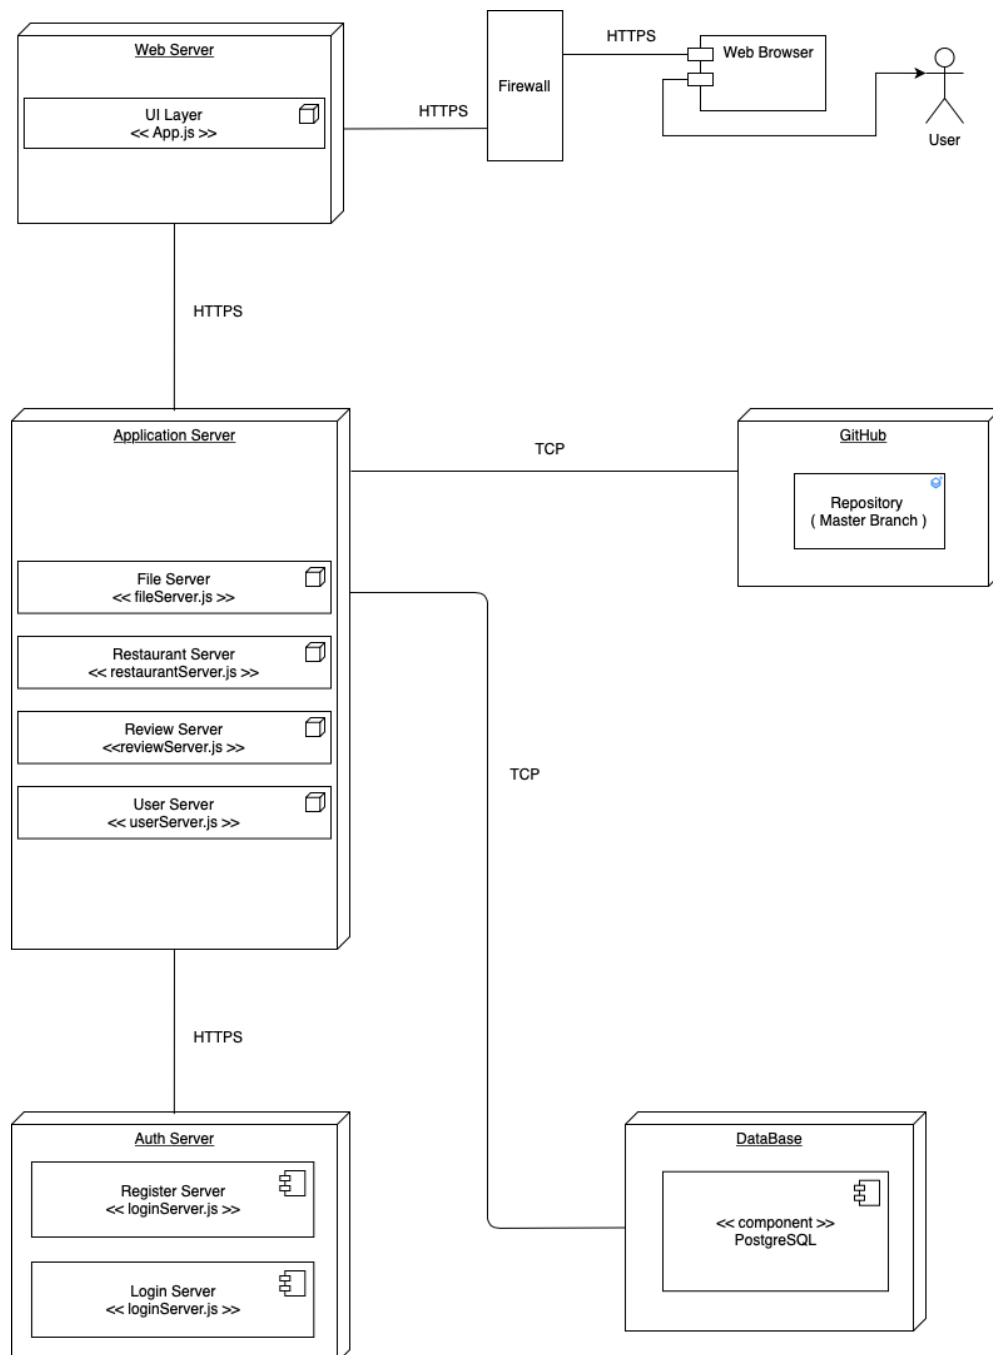 Web Server
UI Layer
<< App.js >>
HTTPS
Firewall
HTTPS
Web Browser
User
HTTPS
Application Server
File Server
<< fileServer.js >>
Restaurant Server
<< restaurantServer.js >>
Review Server
<<reviewServer.js >>
User Server
<< userServer.js >>
TCP
GitHub
Repository
( Master Branch )
TCP
HTTPS
Auth Server
Register Server
<< loginServer.js >>
Login Server
<< loginServer.js >>
DataBase
<< component >>
PostgreSQL